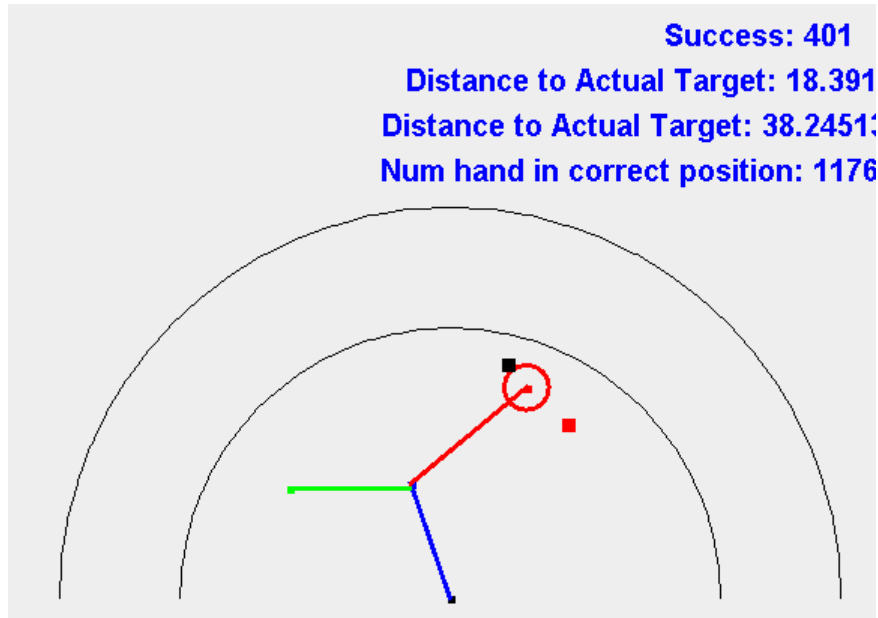 Success: 401
Distance to Actual Target: 18.391
Distance to Actual Target: 38.24513
Num hand in correct position: 1176